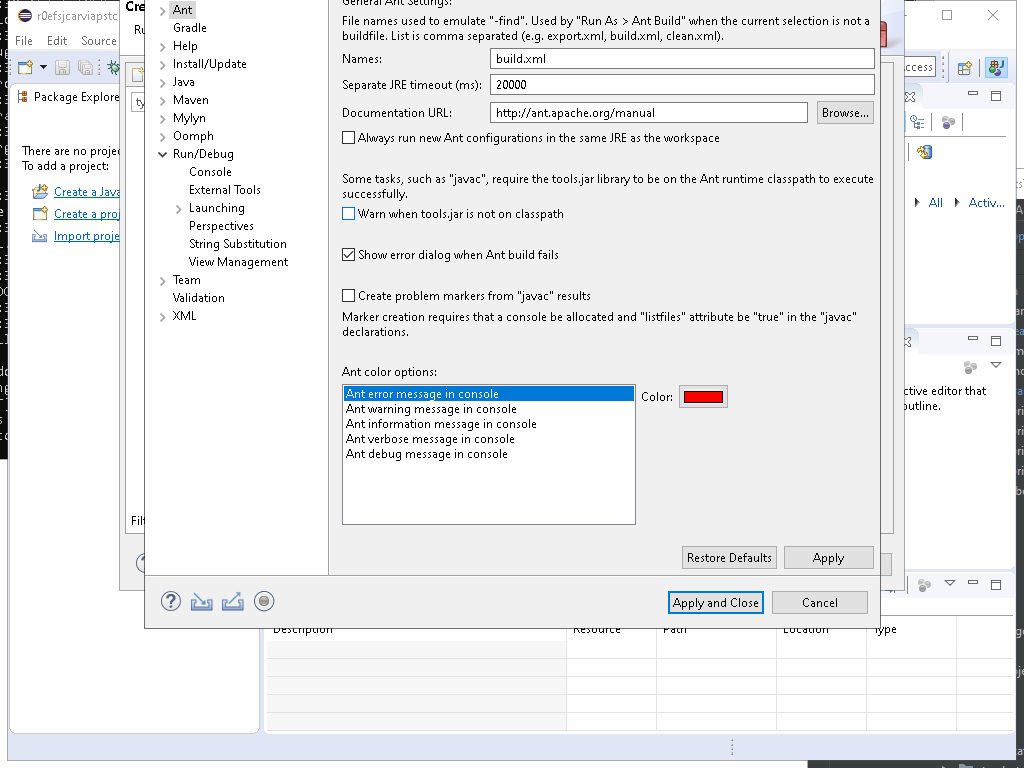 r0efsjcarviapstc
File Edit Source
Package Explore
There are no projec
To add a project:
Create a Java
Create a proj
Import proje
Cre
Ru
Ant
Gradle
Help
Install/Update
Java
Maven
Mylyn
Oomph
Run/Debug
Console
External Tools
Launching
Perspectives
String Substitution
View Management
Team
Validation
XML
General Ant Settings:
File names used to emulate "-find". Used by "Run As > Ant Build" when the current selection is not a
buildfile. List is comma separated (e.g. export.xml, build.xml, clean.xml).
Names: build.xml
Separate JRE timeout (ms): 20000
Documentation URL: http://ant.apache.org/manual Browse...
Always run new Ant configurations in the same JRE as the workspace
Some tasks, such as "javac", require the tools.jar library to be on the Ant runtime classpath to execute
successfully.
Warn when tools.jar is not on classpath
Show error dialog when Ant build fails
Create problem markers from "javac" results
Marker creation requires that a console be allocated and "listfiles" attribute be "true" in the "javac"
declarations.
Ant color options:
Ant error message in console
Ant warning message in console
Ant information message in console
Ant verbose message in console
Ant debug message in console
Color:
Restore Defaults Apply
Apply and Close Cancel
ty
Filt
ccess
All Activ...
ctive editor that
outline.
Description Resource Path Location Type